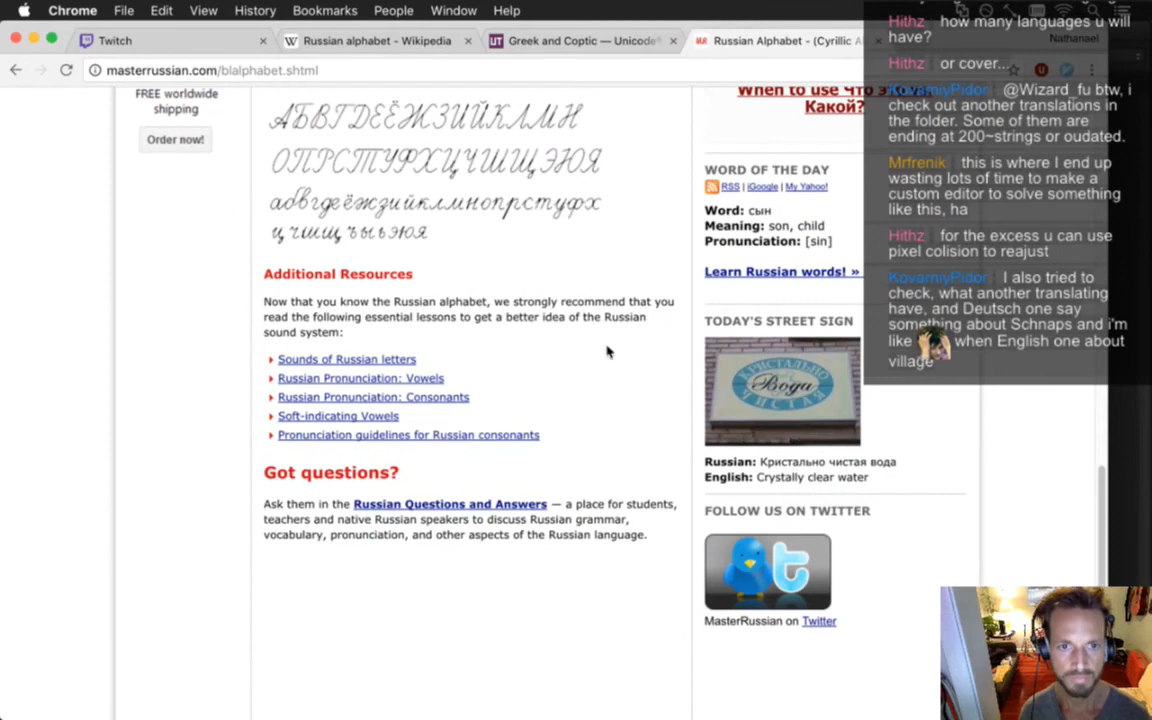 Chrome File Edit View History Bookmarks People Window Help
Twitch
Russian alphabet - Wikipedia
Greek and Coptic — Unicode
Russian Alphabet - (Cyrillic Al
Nathanael
masterrussian.com/blalphabet.shtml
FREE worldwide
shipping
Order now!
АБВГДЕЁЖЗИЙКЛМН
ОПРСТУФХЦЧШЩЭЮЯ
абвгдеёжзийклмнопрстуфх
цчшщъыьэюя
Additional Resources
Now that you know the Russian alphabet, we strongly recommend that you
read the following essential lessons to get a better idea of the Russian
sound system:
Sounds of Russian letters
Russian Pronunciation: Vowels
Russian Pronunciation: Consonants
Soft-indicating Vowels
Pronunciation guidelines for Russian consonants
Got questions?
Ask them in the Russian Questions and Answers — a place for students,
teachers and native Russian speakers to discuss Russian grammar,
vocabulary, pronunciation, and other aspects of the Russian language.
When to use Что
Какой?
WORD OF THE DAY
RSS | iGoogle | My Yahoo!
Word: сын
Meaning: son, child
Pronunciation: [sin]
Learn Russian words! »
TODAY'S STREET SIGN
КРИСТАЛЬНО
Вода
ЧИСТАЯ
Russian: Кристально чистая вода
English: Crystally clear water
FOLLOW US ON TWITTER
MasterRussian on Twitter
Hithz how many languages u will
have?
Hithz or cover...
KovarniyPidor @Wizard_fu btw, i
check out another translations in
the folder. Some of them are
ending at 200~strings or oudated.
Mrfrenik this is where I end up
wasting lots of time to make a
custom editor to solve something
like this, ha
Hithz for the excess u can use
pixel colision to reajust
KovarniyPidor I also tried to
check, what another translating
have, and Deutsch one say
something about Schnaps and i'm
like when English one about
village